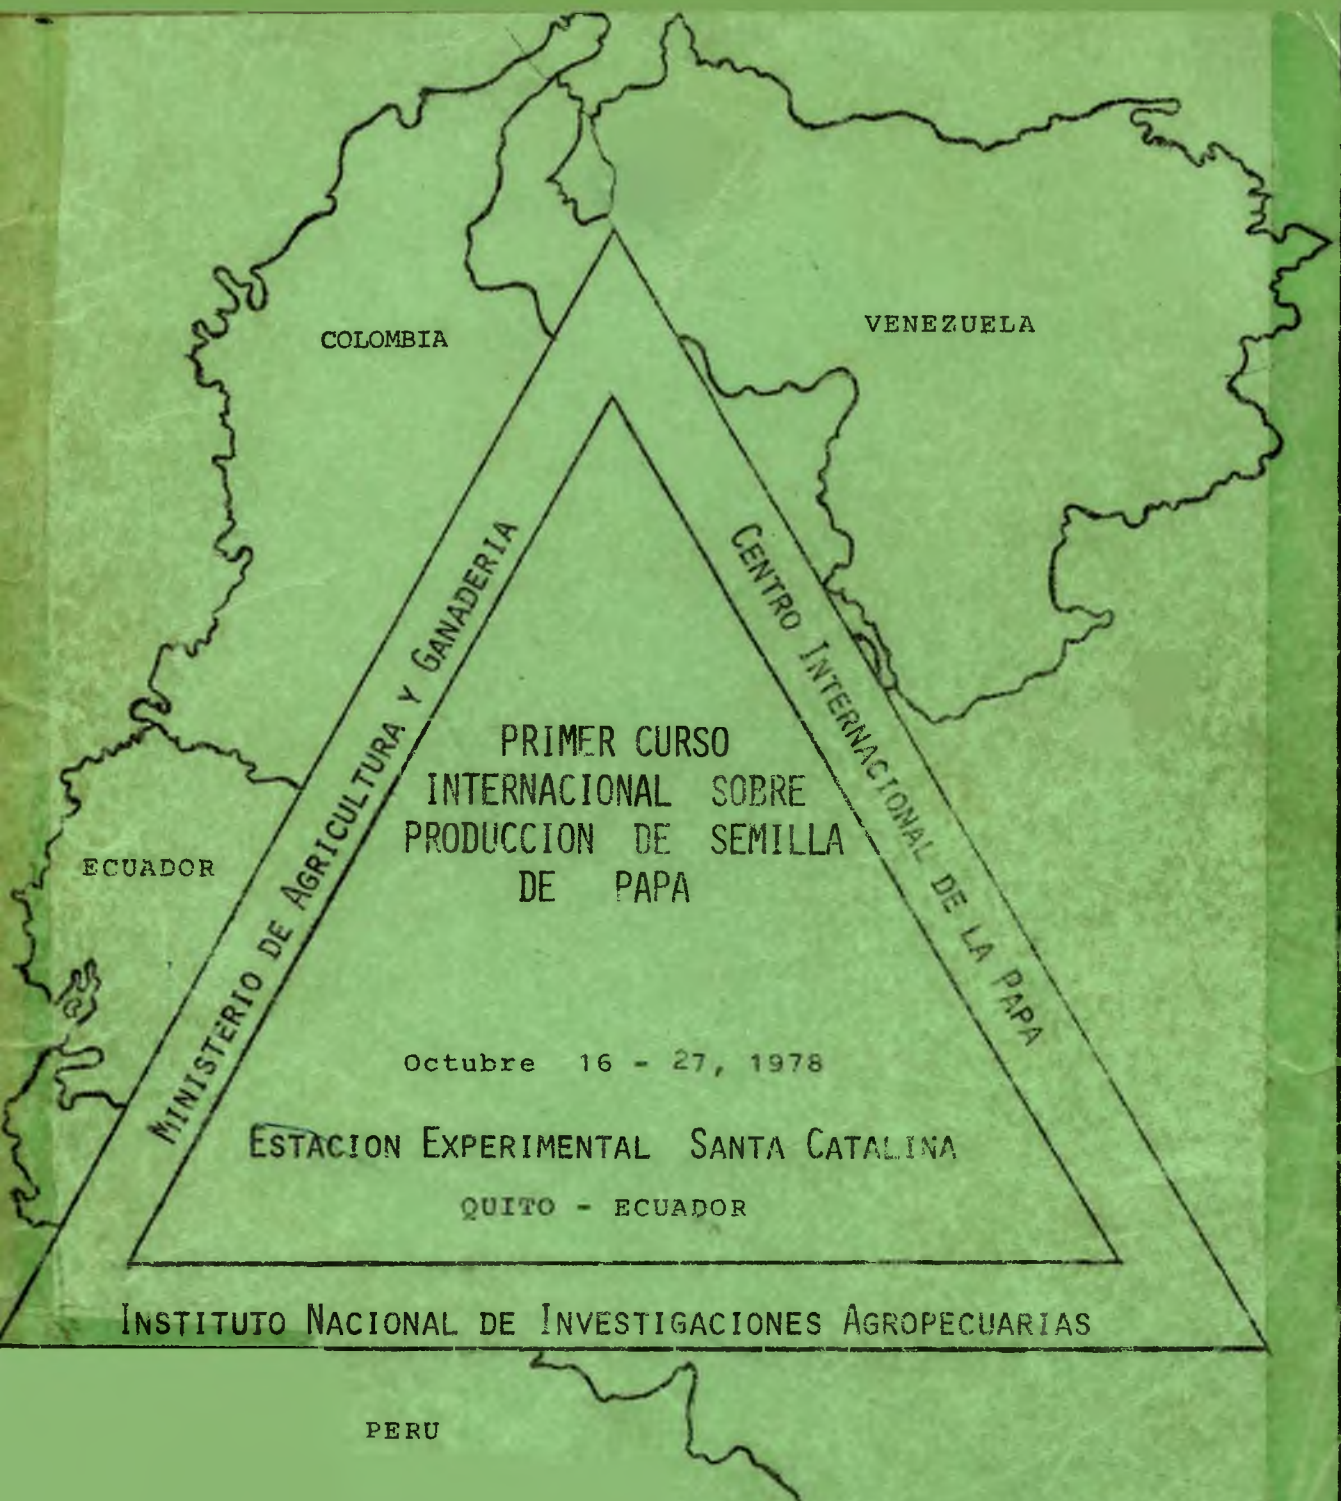 COLOMBIA
VENEZUELA
ECUADOR
MINISTERIO DE AGRICULTURA Y GANADERIA
CENTRO INTERNACIONAL DE LA PAPA
PRIMER CURSO
INTERNACIONAL SOBRE
PRODUCCION DE SEMILLA
DE PAPA
Octubre 16 - 27, 1978
ESTACION EXPERIMENTAL SANTA CATALINA
QUITO - ECUADOR
INSTITUTO NACIONAL DE INVESTIGACIONES AGROPECUARIAS
PERU